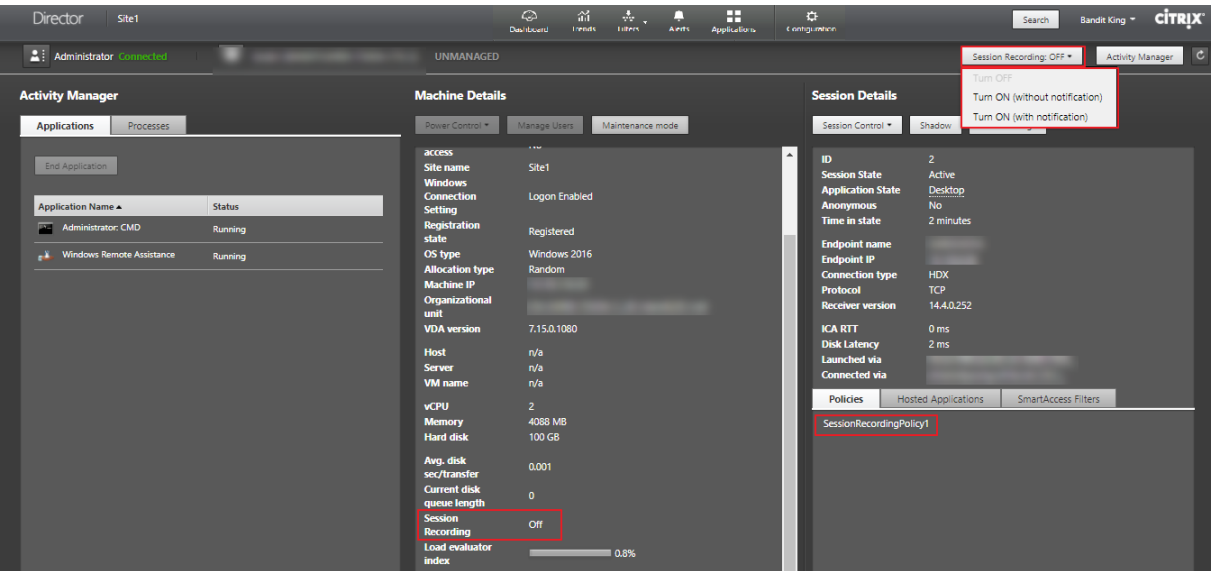 Director Site1
Dashboard Trends Filters Alerts Applications Configuration
Search Bandit King CİTRIX
Administrator Connected UNMANAGED
Session Recording: OFF Activity Manager
Turn OFF
Turn ON (without notification)
Turn ON (with notification)
Activity Manager
Applications Processes
End Application
Application Name Status
Administrator: CMD Running
Windows Remote Assistance Running
Machine Details
Power Control Manage Users Maintenance mode
access No
Site name Site1
Windows
Connection Logon Enabled
Setting
Registration
state Registered
OS type Windows 2016
Allocation type Random
Machine IP
Organizational
unit
VDA version 7.15.0.1080
Host n/a
Server n/a
VM name n/a
vCPU 2
Memory 4088 MB
Hard disk 100 GB
Avg. disk
sec/transfer 0.001
Current disk
queue length 0
Session
Recording Off
Load evaluator
index 0.8%
Session Details
Session Control Shadow
ID 2
Session State Active
Application State Desktop
Anonymous No
Time in state 2 minutes
Endpoint name
Endpoint IP
Connection type HDX
Protocol TCP
Receiver version 14.4.0.252
ICA RTT 0 ms
Disk Latency 2 ms
Launched via
Connected via
Policies Hosted Applications SmartAccess Filters
SessionRecordingPolicy1